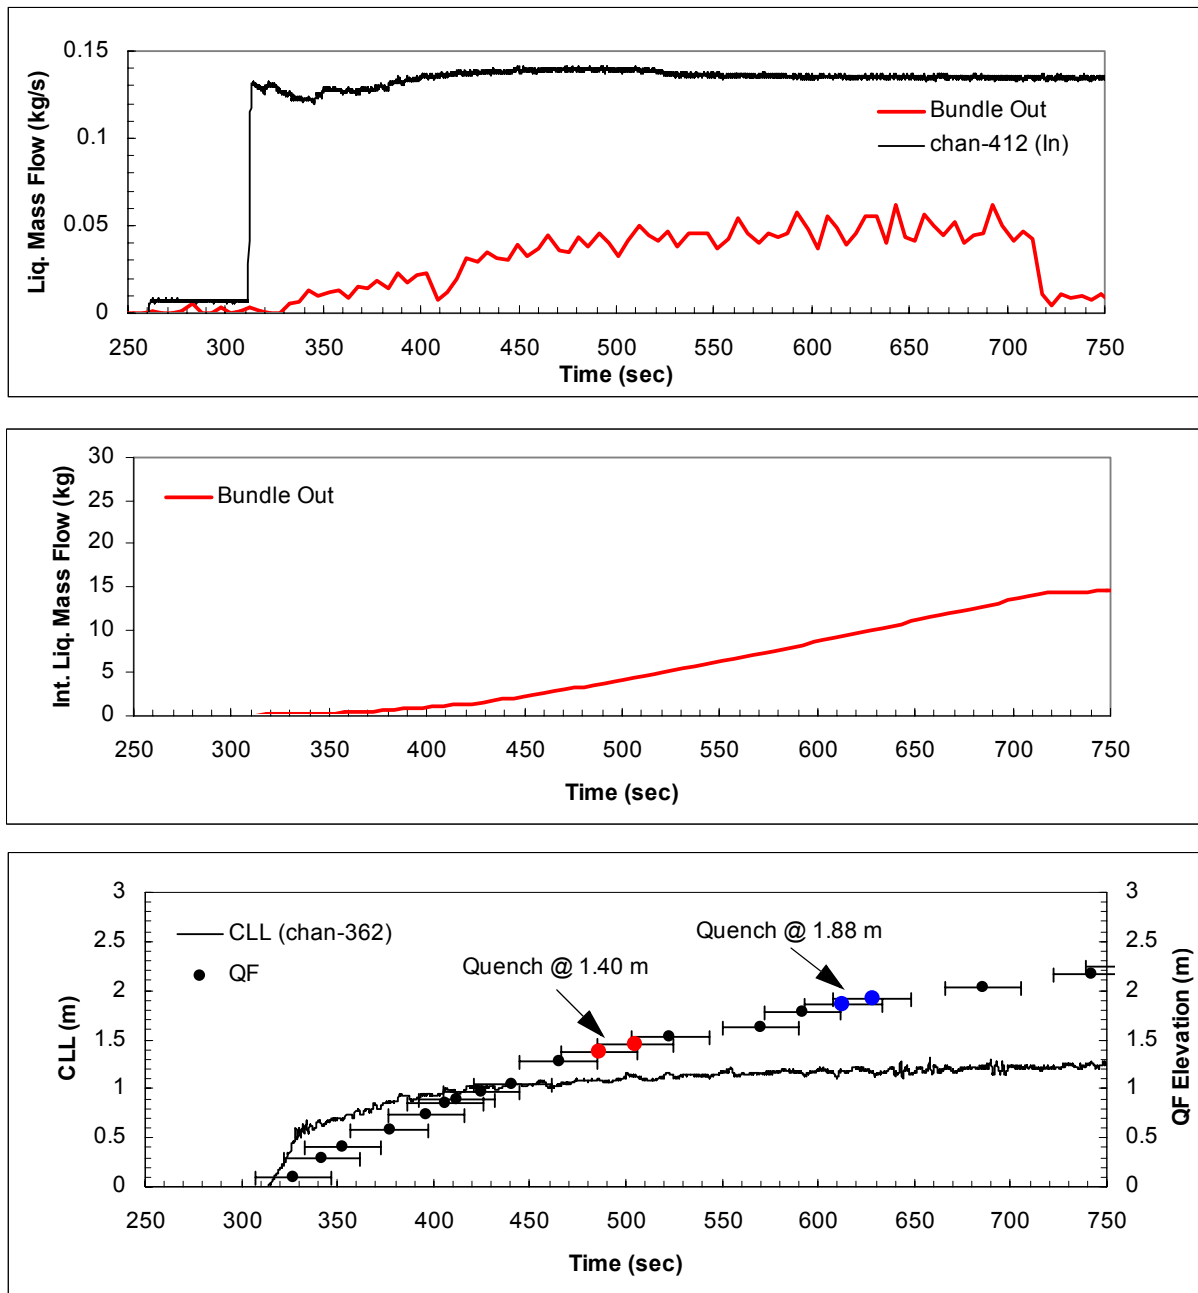 0.15
0.1
0.05
0
Liq. Mass Flow (kg/s)
Bundle Out
chan-412 (In)
250 300 350 400 450 500 550 600 650 700 750
Time (sec)
30
25
20
15
10
5
0
Int. Liq. Mass Flow (kg)
Bundle Out
250 300 350 400 450 500 550 600 650 700 750
Time (sec)
3
2.5
2
1.5
1
0.5
0
CLL (m)
CLL (chan-362)
QF
Quench @ 1.40 m
Quench @ 1.88 m
3
2.5
2
1.5
1
0.5
0
QF Elevation (m)
250 300 350 400 450 500 550 600 650 700 750
Time (sec)